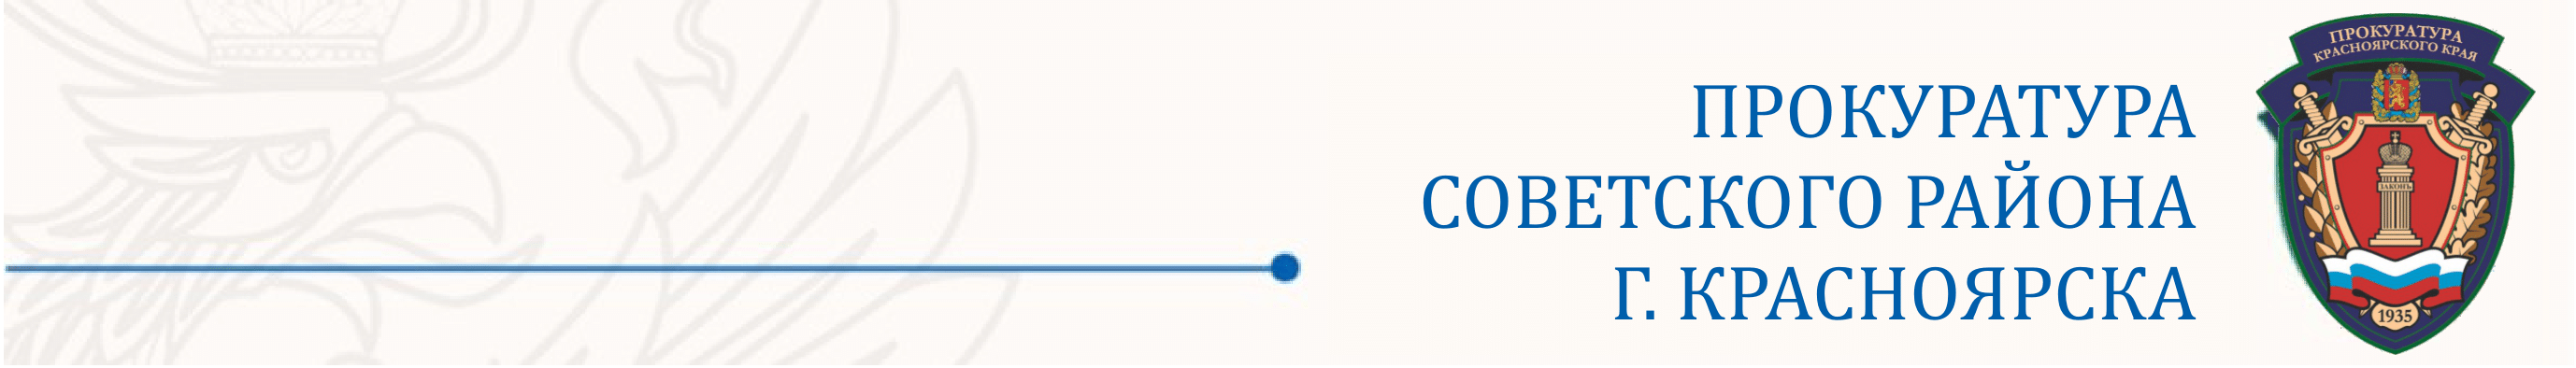 ПРОКУРАТУРА
СОВЕТСКОГО РАЙОНА
Г. КРАСНОЯРСКА
ПРОКУРАТУРА
КРАСНОЯРСКОГО КРАЯ
ЗАКОНЪ
1935